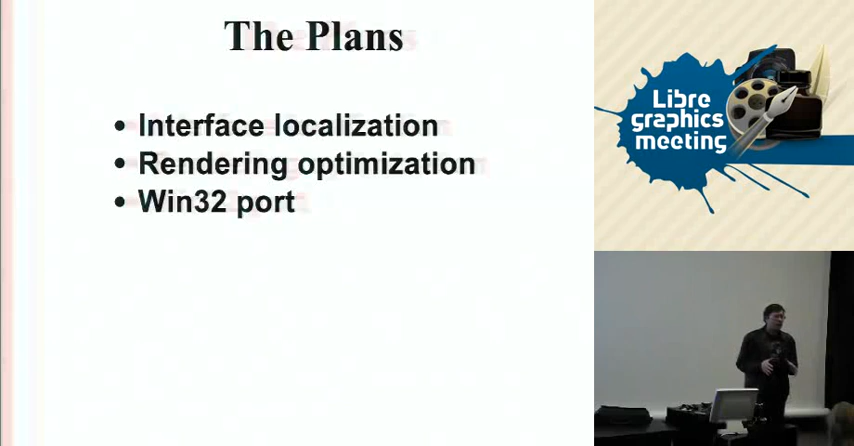 The Plans
• Interface localization
• Rendering optimization
• Win32 port
Libre
graphics
meeting